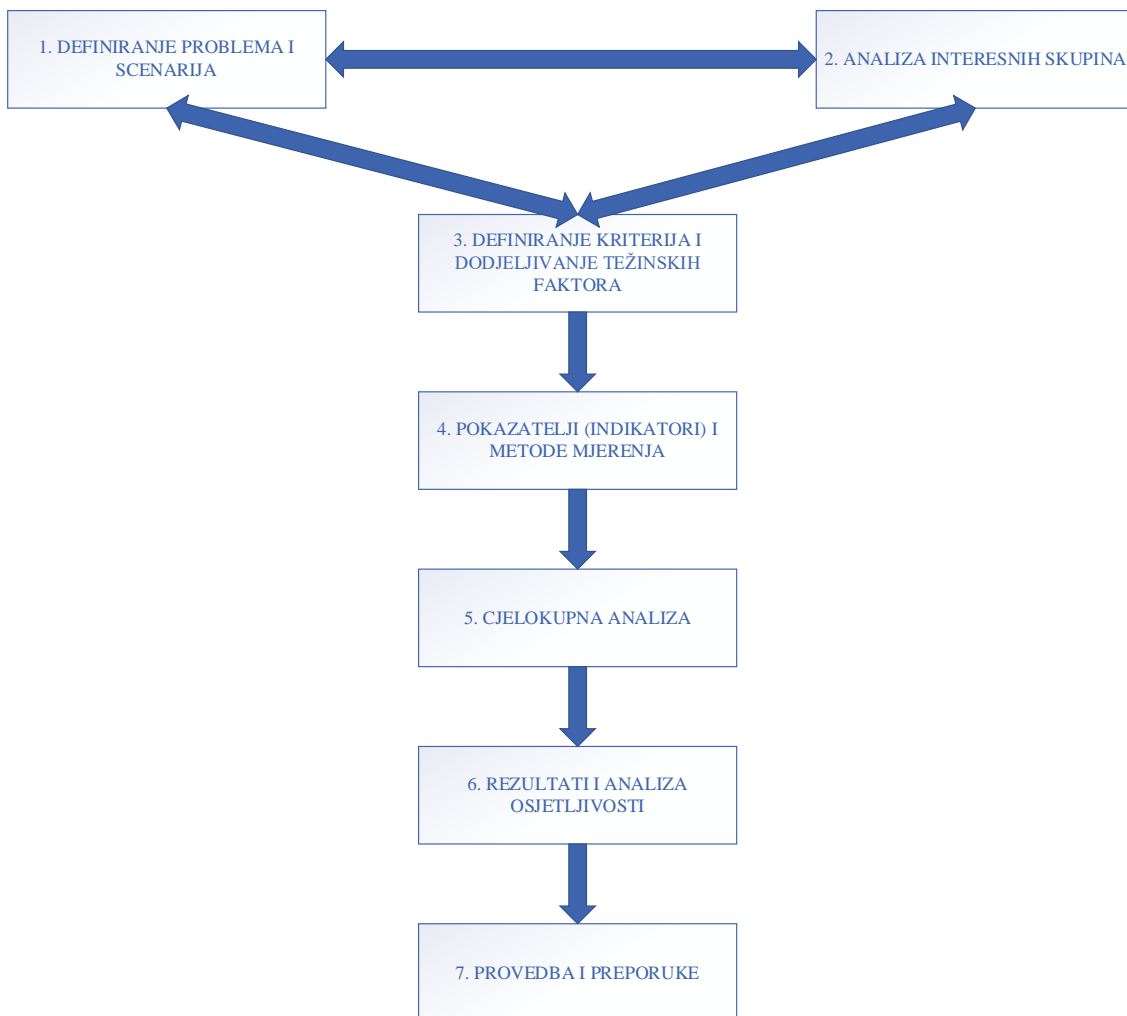 1. DEFINIRANJE PROBLEMA I
SCENARIJA
2. ANALIZA INTERESNIH SKUPINA
3. DEFINIRANJE KRITERIJA I
DODJELJIVANJE TEŽINSKIH
FAKTORA
4. POKAZATELJI (INDIKATORI) I
METODE MJERENJA
5. CJELOKUPNA ANALIZA
6. REZULTATI I ANALIZA
OSJETLJIVOSTI
7. PROVEDBA I PREPORUKE